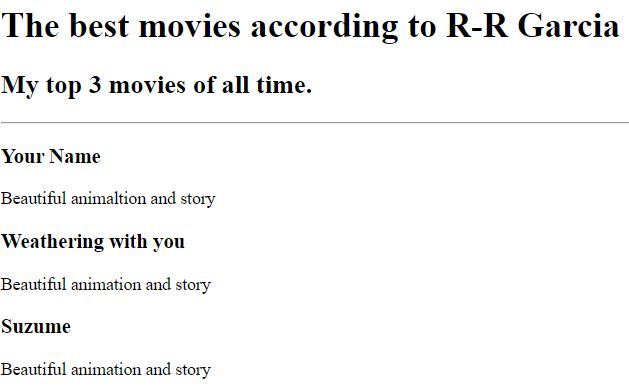 The best movies according to R-R Garcia
My top 3 movies of all time.
Your Name
Beautiful animaltion and story
Weathering with you
Beautiful animation and story
Suzume
Beautiful animation and story